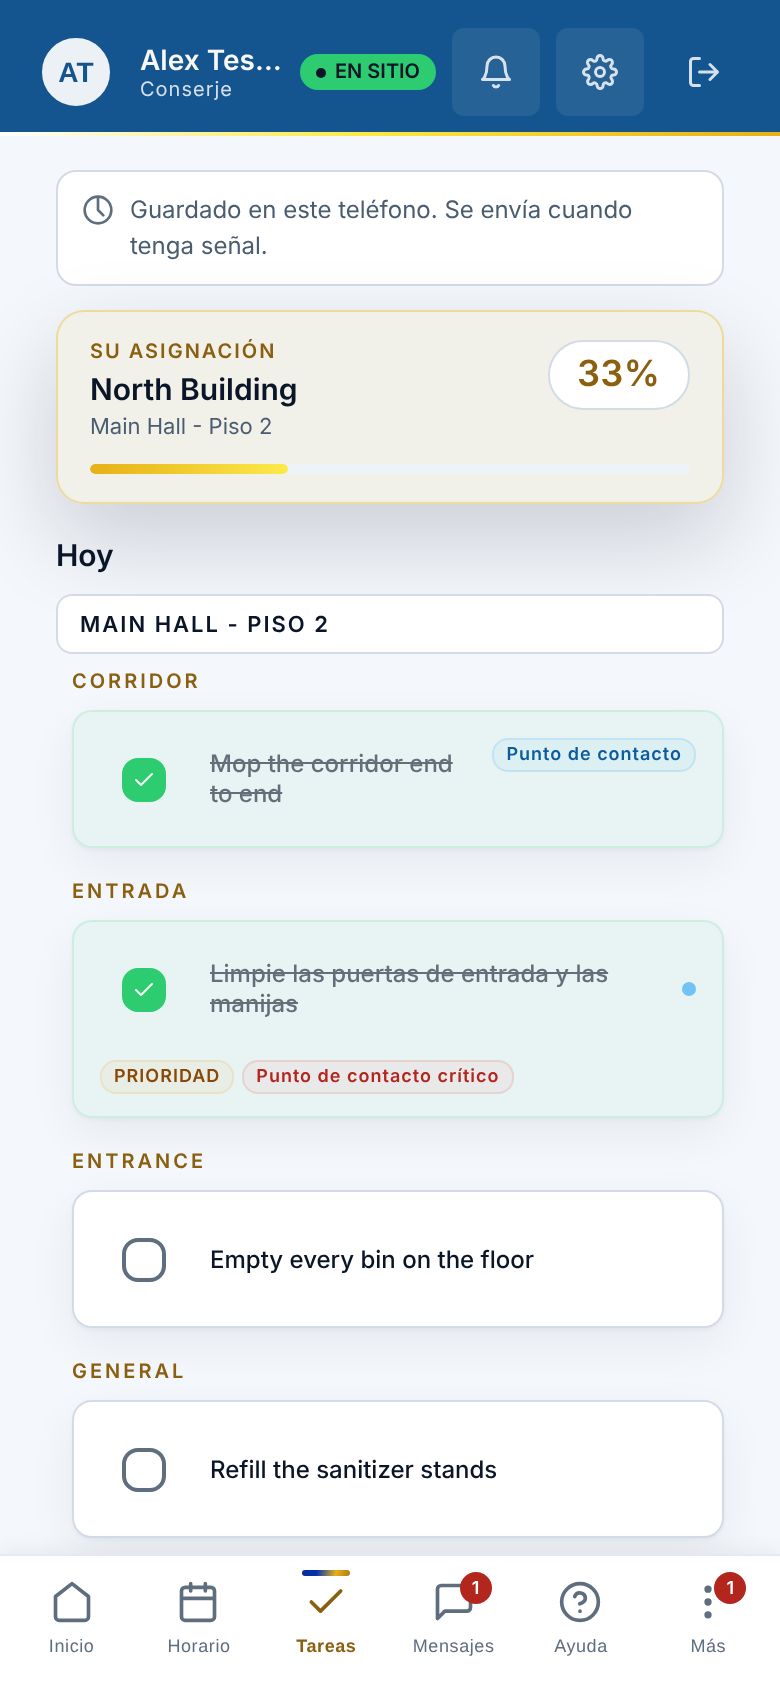 AT
Alex Tes...
Conserje
EN SITIO
Guardado en este teléfono. Se envía cuando
tenga señal.
SU ASIGNACIÓN
North Building
Main Hall - Piso 2
33%
Hoy
MAIN HALL - PISO 2
CORRIDOR
Mop the corridor end
to end
Punto de contacto
ENTRADA
Limpie las puertas de entrada y las
manijas
PRIORIDAD
Punto de contacto crítico
ENTRANCE
Empty every bin on the floor
GENERAL
Refill the sanitizer stands
1
1
Inicio
Horario
Tareas
Mensajes
Ayuda
Más